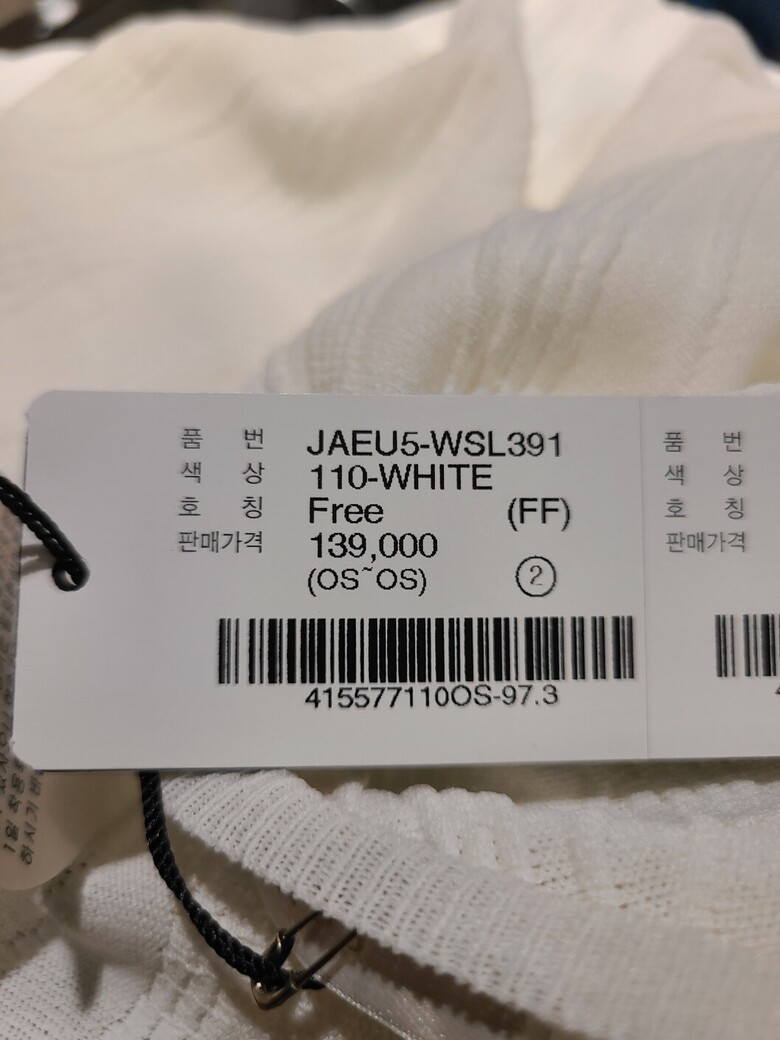 품 번 JAEU5-WSL391
색 상 110-WHITE
호 칭 Free (FF)
판매가격 139,000
(OS~OS) 2
415577110OS-97.3
품 번
색 상
호 칭
판매가격
4